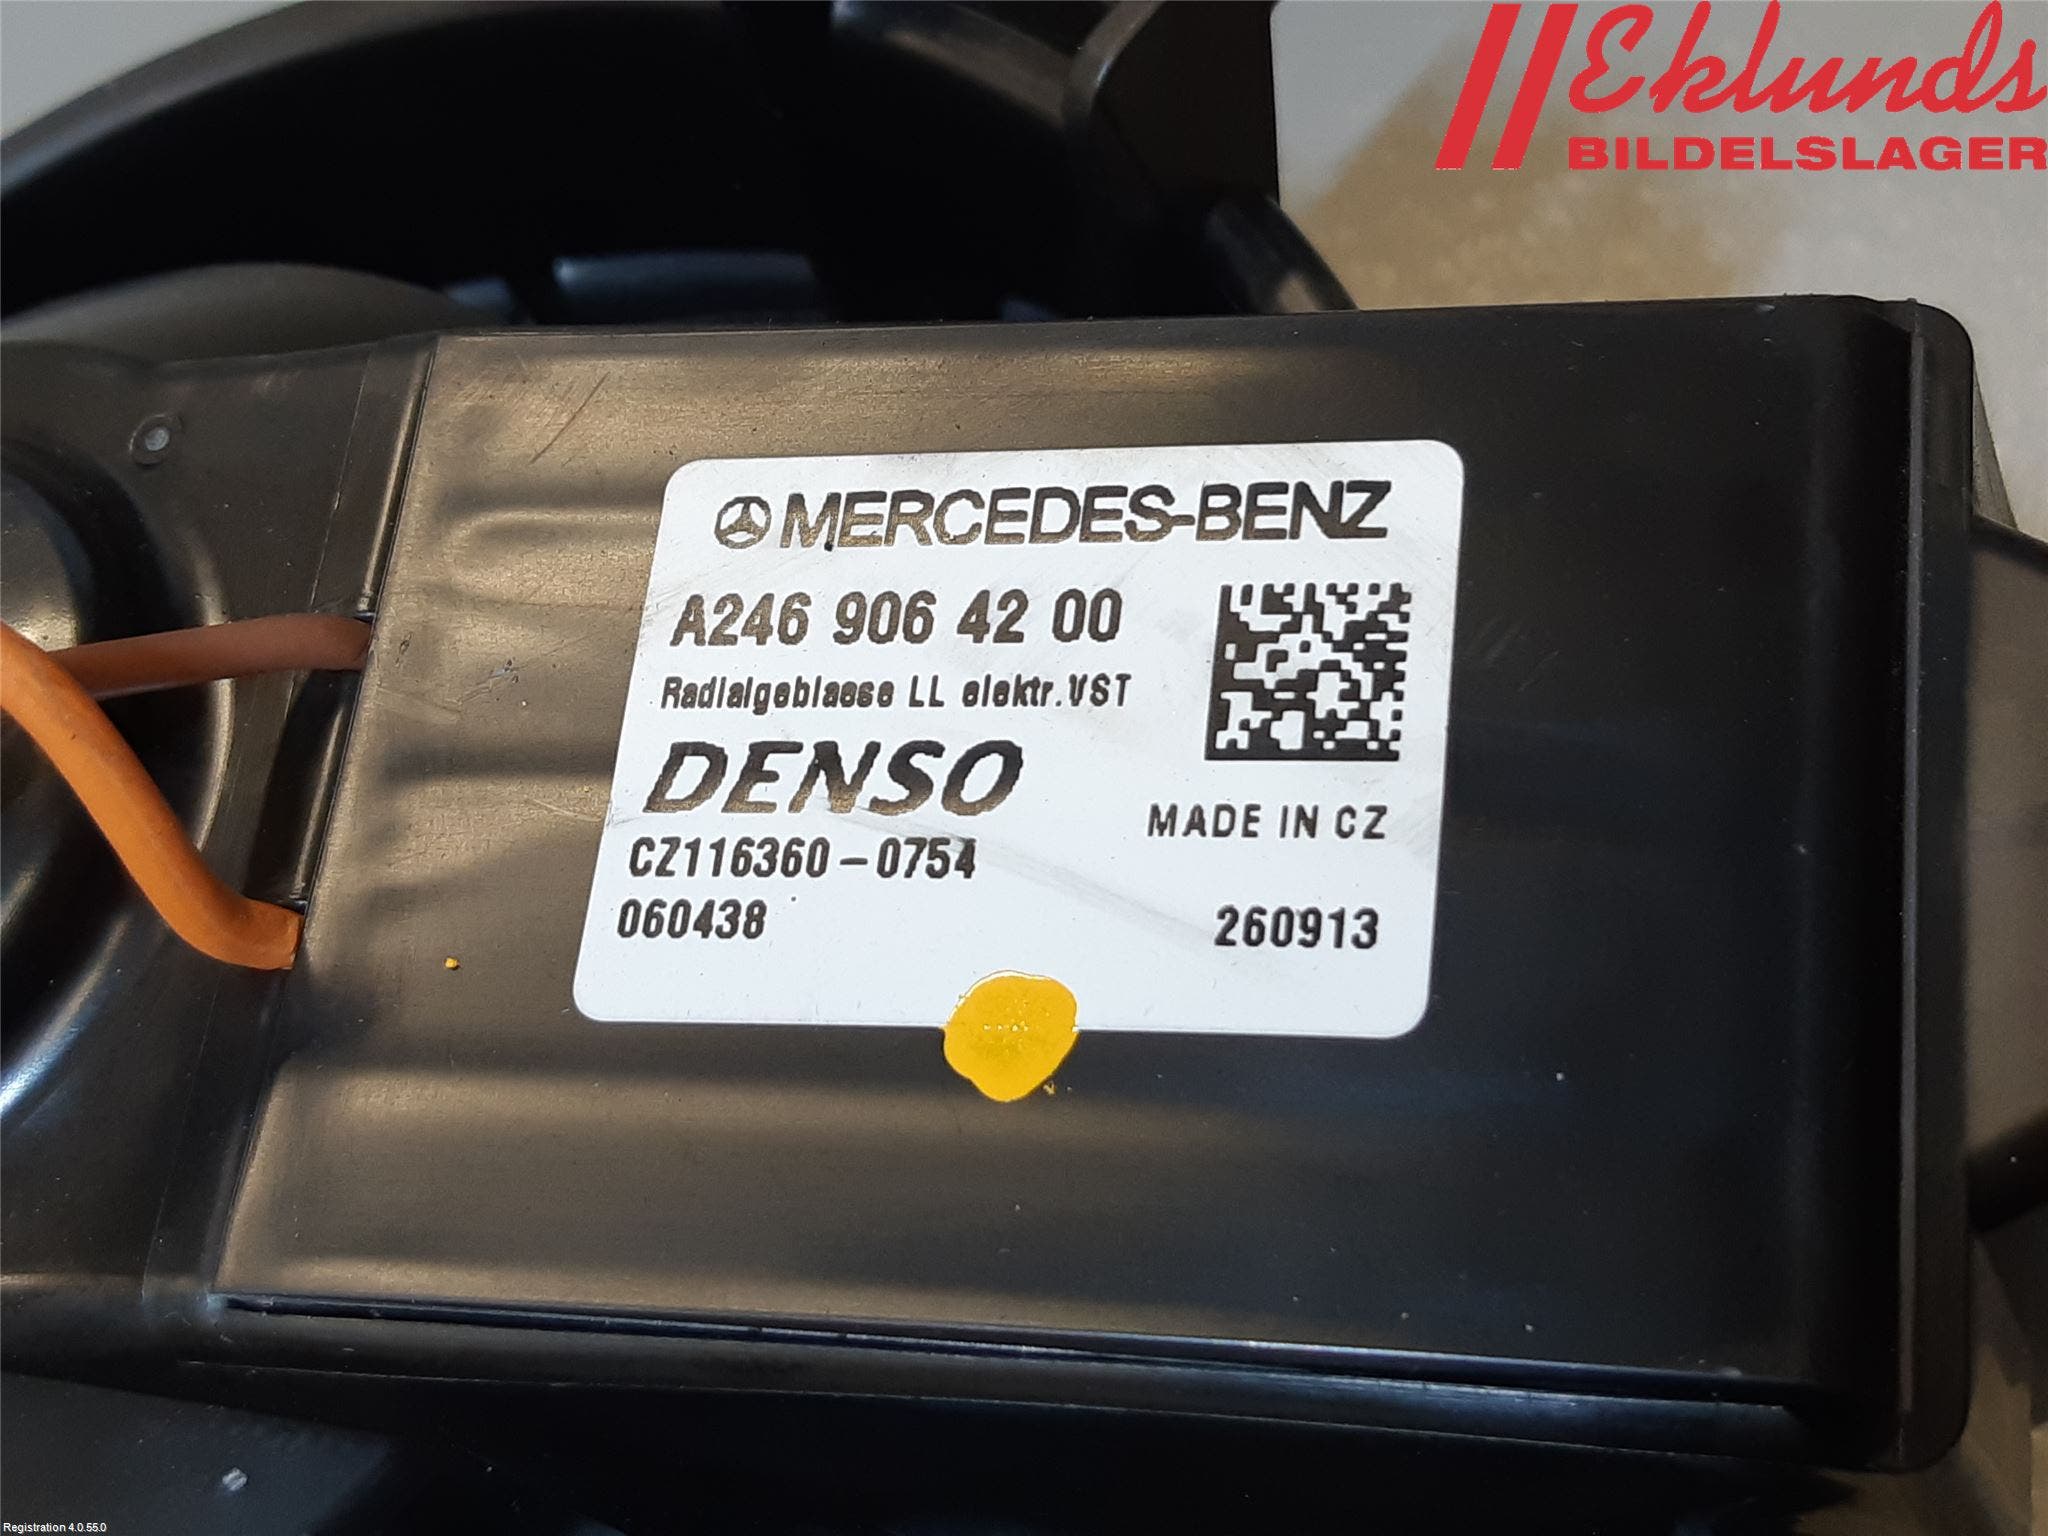 Eklunds
BILDELSLAGER
MERCEDES-BENZ
A246 906 42 00
Radialgeblaese LL elektr.VST
DENSO
MADE IN CZ
CZ116360-0754
060438
260913
Registration 4.0.55.0